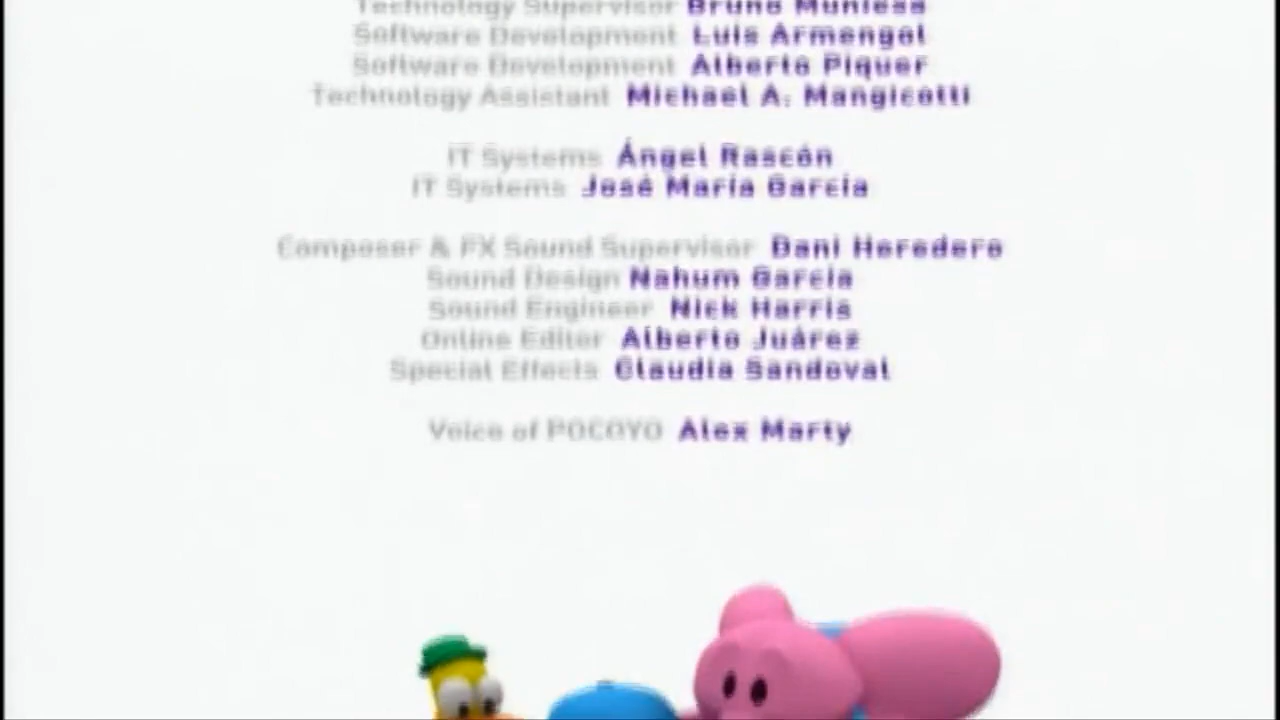 Technology Supervisor Bruno Munless
Software Development Luis Armengol
Software Development Alberto Piquer
Technology Assistant Michael A. Mangicotti
IT Systems Ángel Rascón
IT Systems José María García
Composer & FX Sound Supervisor Dani Heredero
Sound Design Nahum García
Sound Engineer Nick Harris
Online Editor Alberto Juárez
Special Effects Claudia Sandoval
Voice of POCOYO Alex Marty